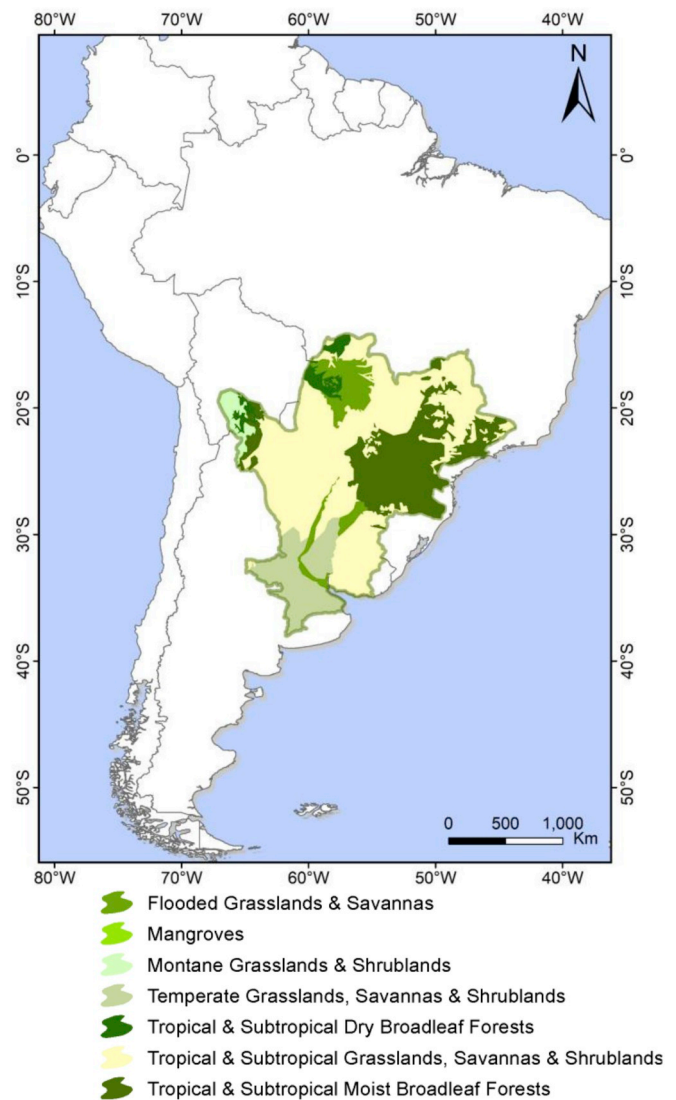 80°W 70°W 60°W 50°W 40°W
N
0° 0°
10°S 10°S
20°S 20°S
30°S 30°S
40°S 40°S
50°S 50°S
0 500 1,000
Km
80°W 70°W 60°W 50°W 40°W
Flooded Grasslands & Savannas
Mangroves
Montane Grasslands & Shrublands
Temperate Grasslands, Savannas & Shrublands
Tropical & Subtropical Dry Broadleaf Forests
Tropical & Subtropical Grasslands, Savannas & Shrublands
Tropical & Subtropical Moist Broadleaf Forests